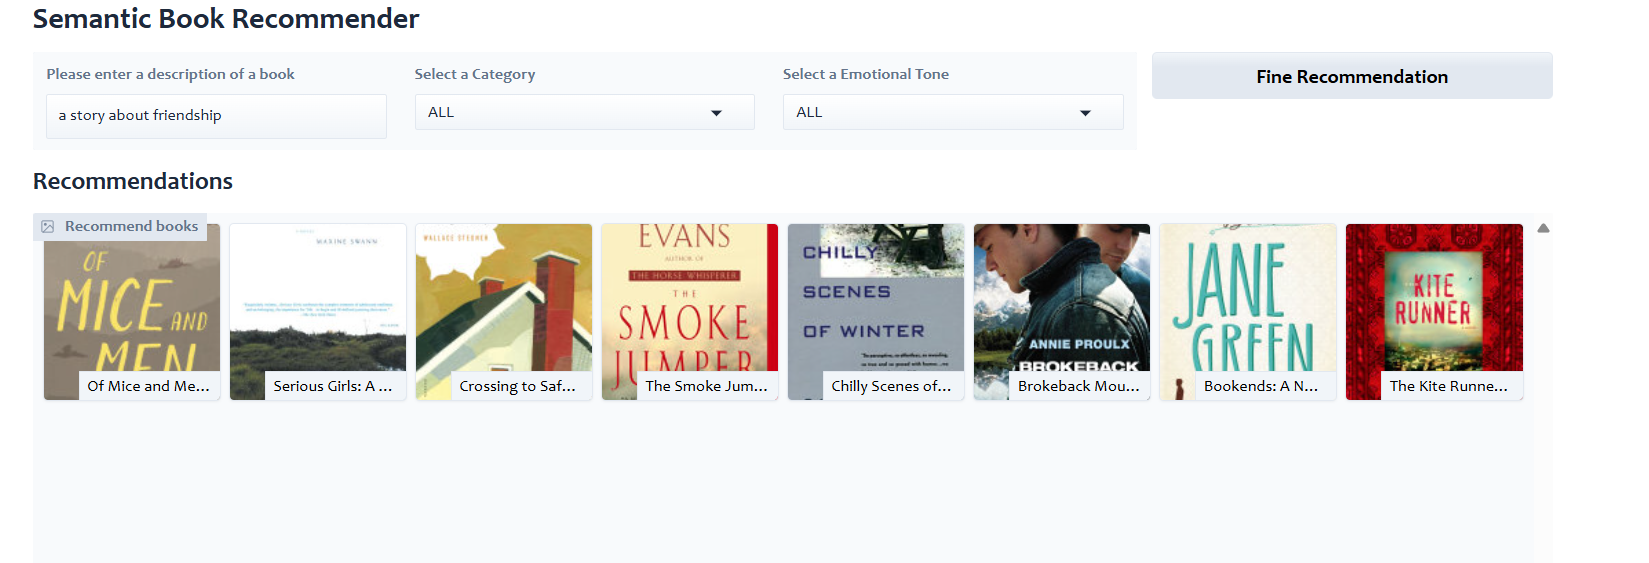 Semantic Book Recommender
Please enter a description of a book
Select a Category
Select a Emotional Tone
Fine Recommendation
a story about friendship
ALL
ALL
Recommendations
Recommend books
OF
MICE AND
MEN
Of Mice and Me...
MAXINE SWANN
Serious Girls: A ...
WALLACE STEGNER
Crossing to Saf...
EVANS
AUTHOR OF
THE HORSE WHISPERER
THE
SMOKE
JUMPER
The Smoke Jum...
CHILLY
SCENES
OF WINTER
Chilly Scenes of...
ANNIE PROULX
BROKEBACK
Brokeback Mou...
JANE
GREEN
Bookends: A N...
KITE
RUNNER
The Kite Runne...